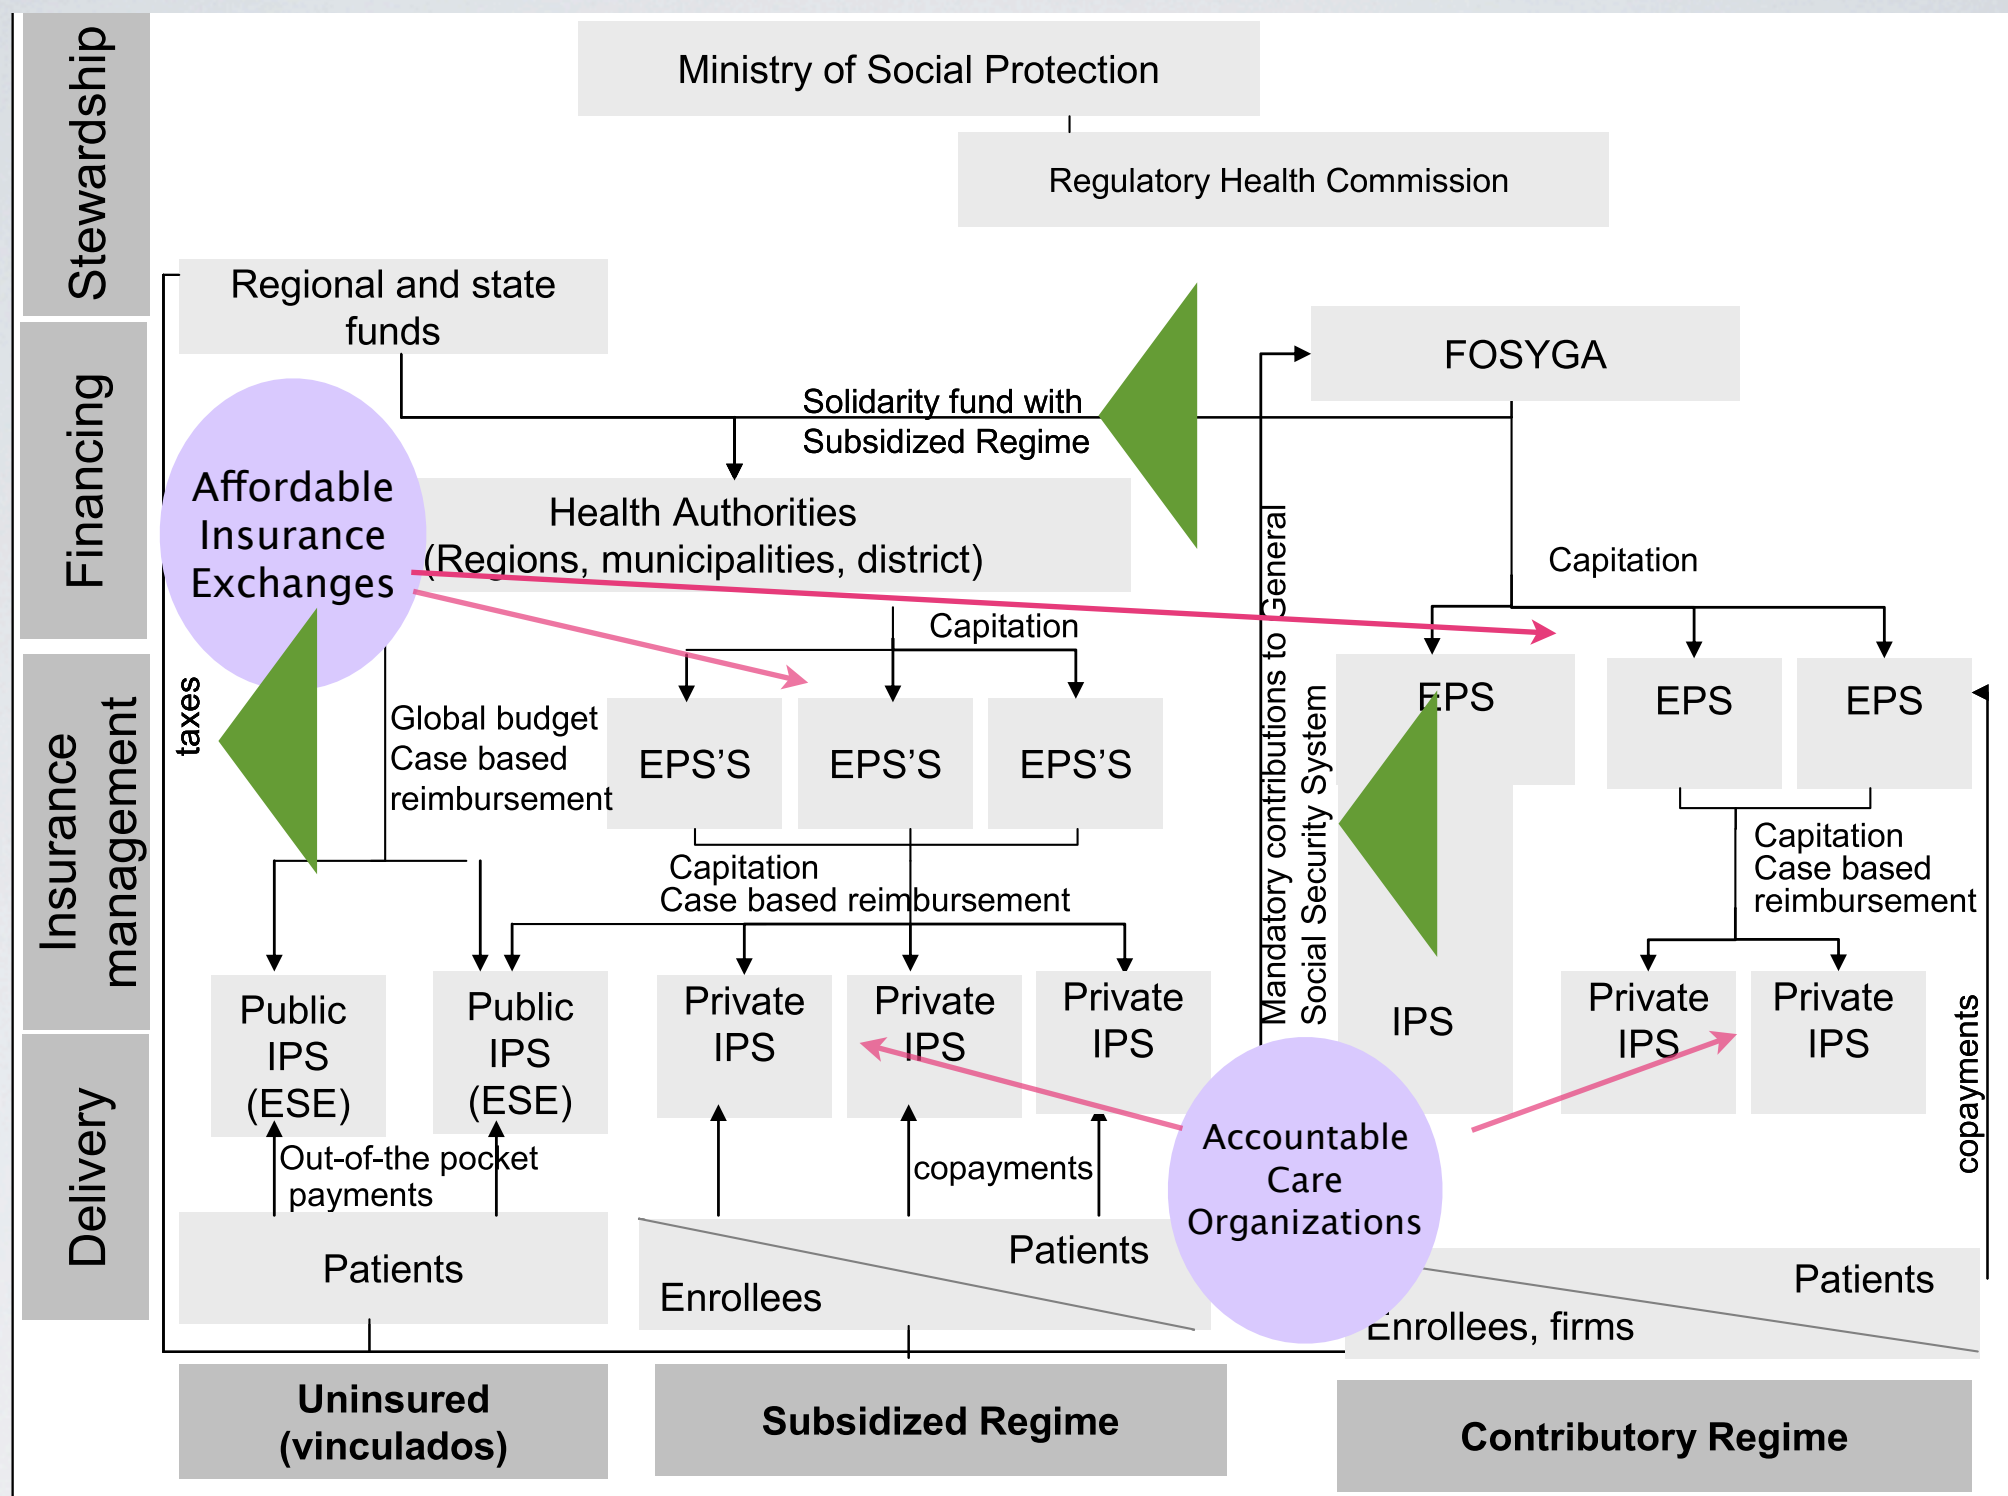 Stewardship
Ministry of Social Protection
Regulatory Health Commission
Regional and state
funds
FOSYGA
Financing
Solidarity fund with
Subsidized Regime
Affordable
Insurance
Exchanges
Health Authorities
(Regions, municipalities, district)
Capitation
Capitation
Mandatory contributions to General
Social Security System
Insurance
management
taxes
Global budget
Case based
reimbursement
EPS’S
EPS’S
EPS’S
EPS
EPS
EPS
Capitation
Case based reimbursement
Capitation
Case based
reimbursement
Delivery
Public
IPS
(ESE)
Public
IPS
(ESE)
Private
IPS
Private
IPS
Private
IPS
IPS
Private
IPS
Private
IPS
copayments
Out-of-the pocket
payments
copayments
Accountable
Care
Organizations
Patients
Patients
Enrollees
Patients
Enrollees, firms
Uninsured
(vinculados)
Subsidized Regime
Contributory Regime